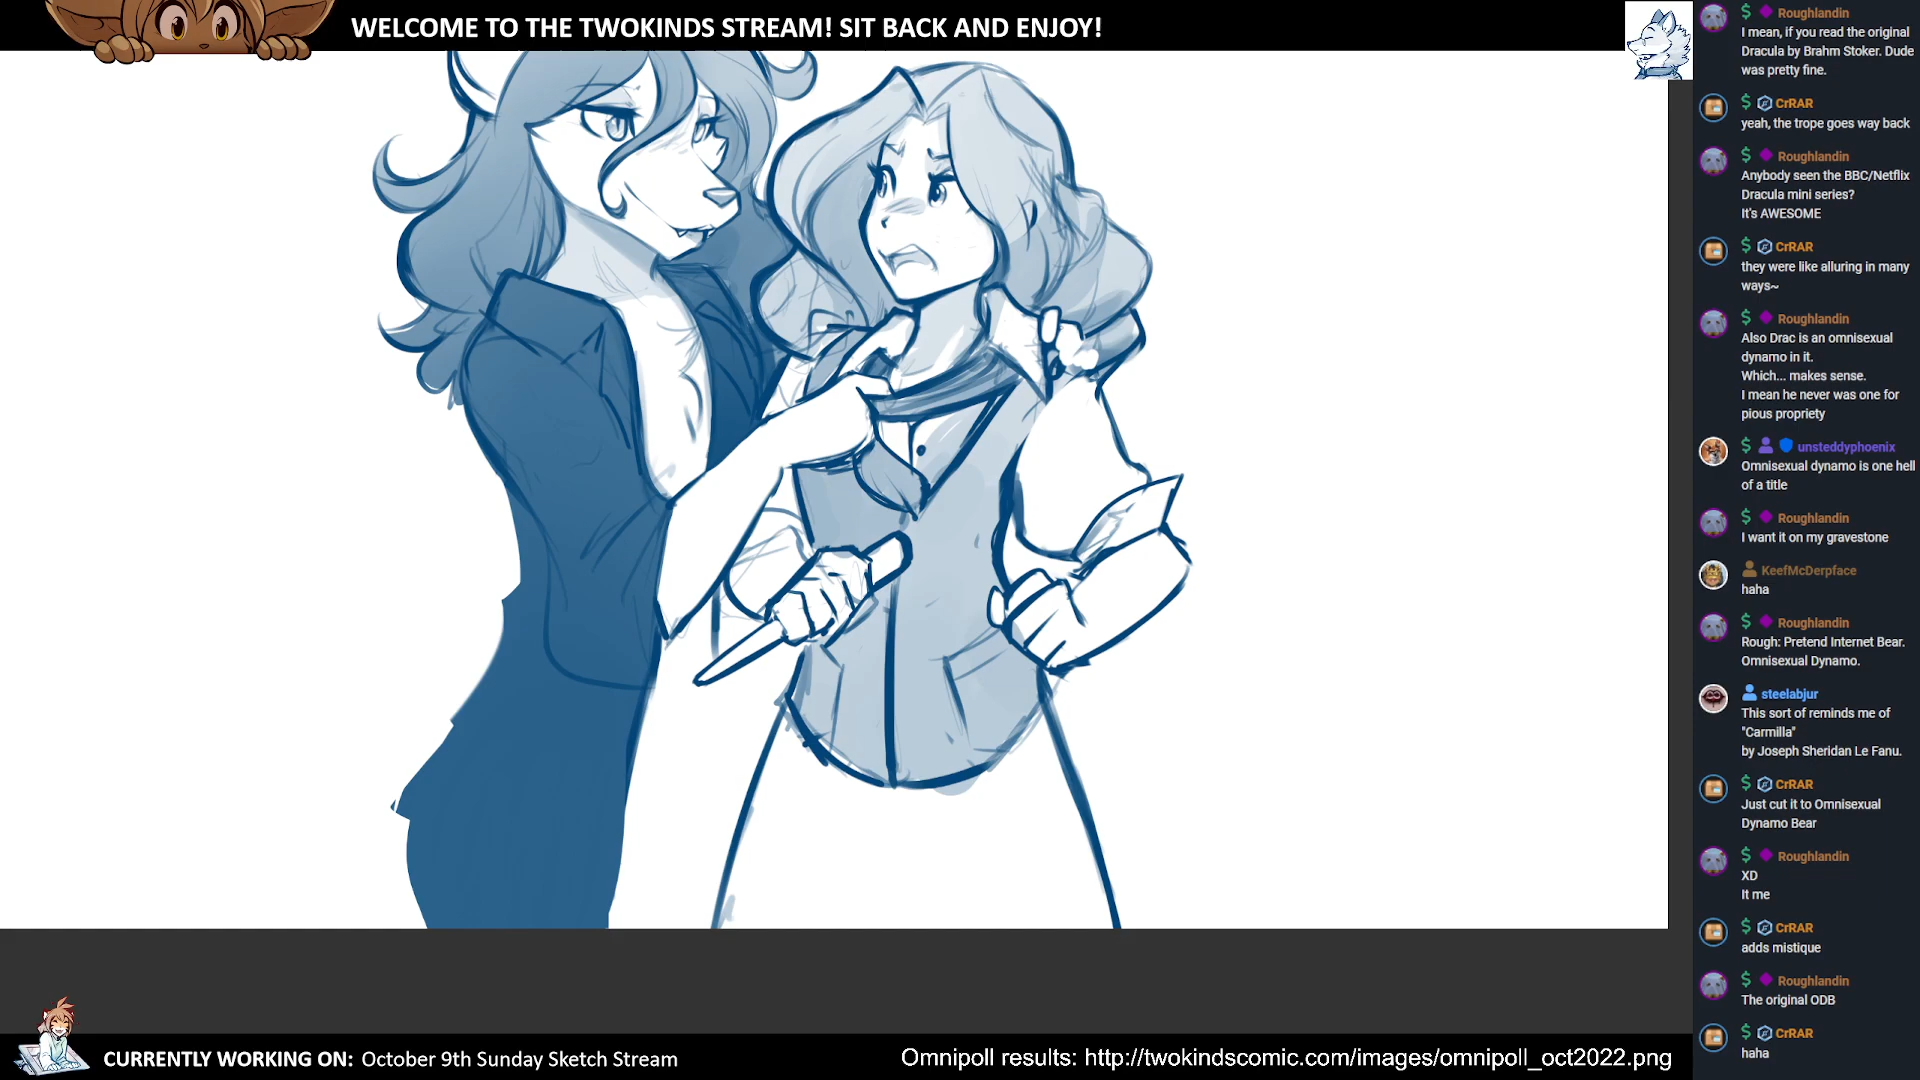 WELCOME TO THE TWOKINDS STREAM! SIT BACK AND ENJOY!
Roughlandin
I mean, if you read the original
Dracula by Brahm Stoker. Dude
was pretty fine.
CrRAR
yeah, the trope goes way back
Roughlandin
Anybody seen the BBC/Netflix
Dracula mini series?
It's AWESOME
CrRAR
they were like alluring in many
ways~
Roughlandin
Also Drac is an omnisexual
dynamo in it.
Which... makes sense.
I mean he never was one for
pious propriety
unsteddyphoenix
Omnisexual dynamo is one hell
of a title
Roughlandin
I want it on my gravestone
KeefMcDerpface
haha
Roughlandin
Rough: Pretend Internet Bear.
Omnisexual Dynamo.
steelabjur
This sort of reminds me of
"Carmilla"
by Joseph Sheridan Le Fanu.
CrRAR
Just cut it to Omnisexual
Dynamo Bear
Roughlandin
XD
It me
CrRAR
adds mistique
Roughlandin
The original ODB
CrRAR
haha
CURRENTLY WORKING ON: October 9th Sunday Sketch Stream
Omnipoll results: http://twokindscomic.com/images/omnipoll_oct2022.png